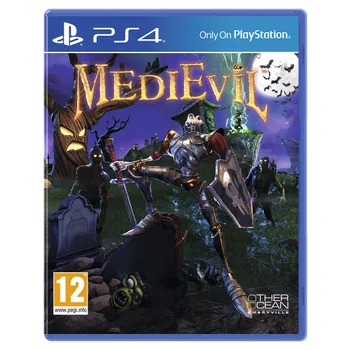 PS4
Only On PlayStation®
MEDIEVIL
12
www.pegi.info
OTHER
OCEAN
EMERYVILLE